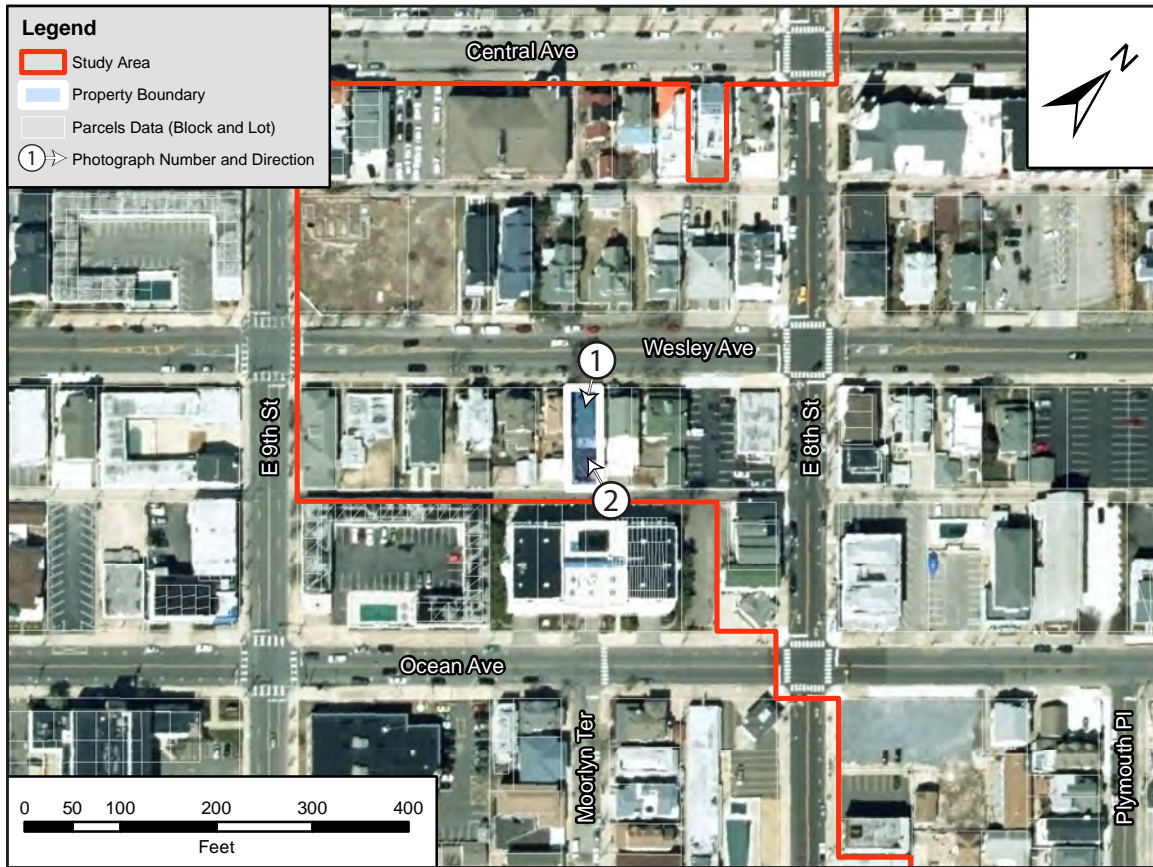 Legend
Study Area
Property Boundary
Parcels Data (Block and Lot)
1 Photograph Number and Direction
N
Central Ave
Wesley Ave
1
E 9th St
E 8th St
2
Ocean Ave
Moorlyn Ter
Plymouth Pl
0 50 100 200 300 400
Feet